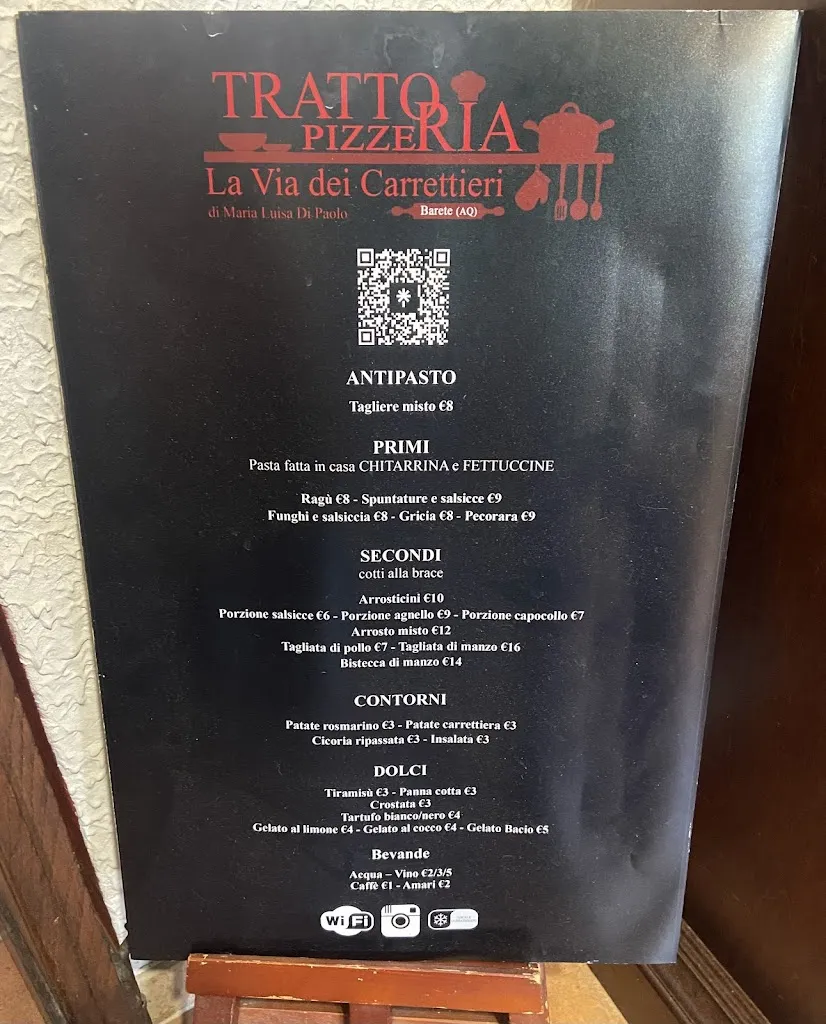 TRATTORIA
PIZZERIA
La Via dei Carrettieri
di Maria Luisa Di Paolo
Barete (AQ)
ANTIPASTO
Tagliere misto €8
PRIMI
Pasta fatta in casa CHITARRINA e FETTUCCINE
Ragù €8 - Spuntature e salsicce €9
Funghi e salsiccia €8 - Gricia €8 - Pecorara €9
SECONDI
cotti alla brace
Arrosticini €10
Porzione salsicce €6 - Porzione agnello €9 - Porzione capocollo €7
Arrosto misto €12
Tagliata di pollo €7 - Tagliata di manzo €16
Bistecca di manzo €14
CONTORNI
Patate rosmarino €3 - Patate carrettiera €3
Cicoria ripassata €3 - Insalata €3
DOLCI
Tiramisù €3 - Panna cotta €3
Crostata €3
Tartufo bianco/nero €4
Gelato al limone €4 - Gelato al cocco €4 - Gelato Bacio €5
Bevande
Acqua – Vino €2/3/5
Caffè €1 - Amari €2
WiFi